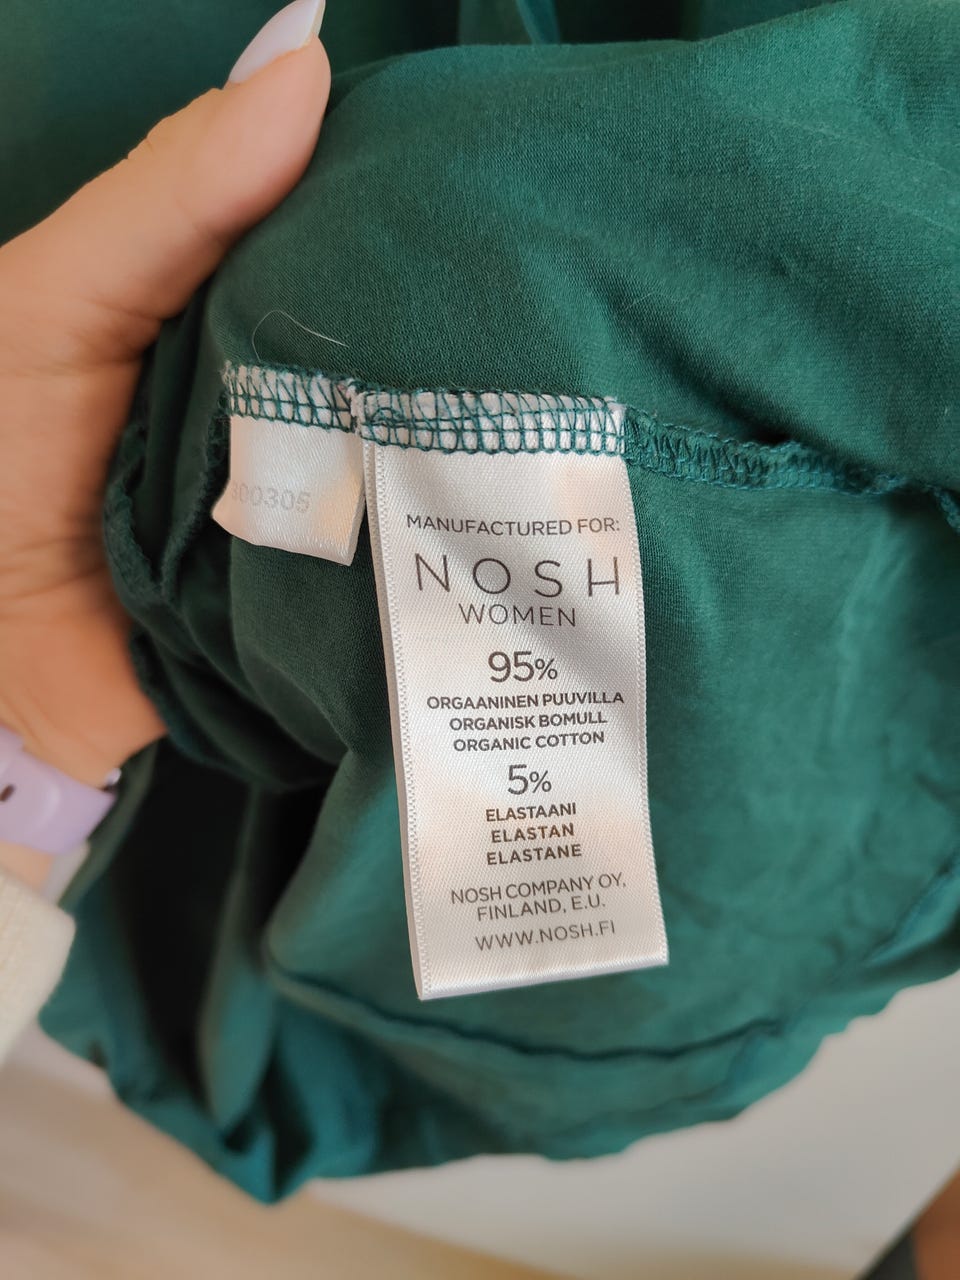 00305
MANUFACTURED FOR:
NOSH
WOMEN
95%
ORGAANINEN PUUVILLA
ORGANISK BOMULL
ORGANIC COTTON
5%
ELASTAANI
ELASTAN
ELASTANE
NOSH COMPANY OY,
FINLAND, E.U.
WWW.NOSH.FI